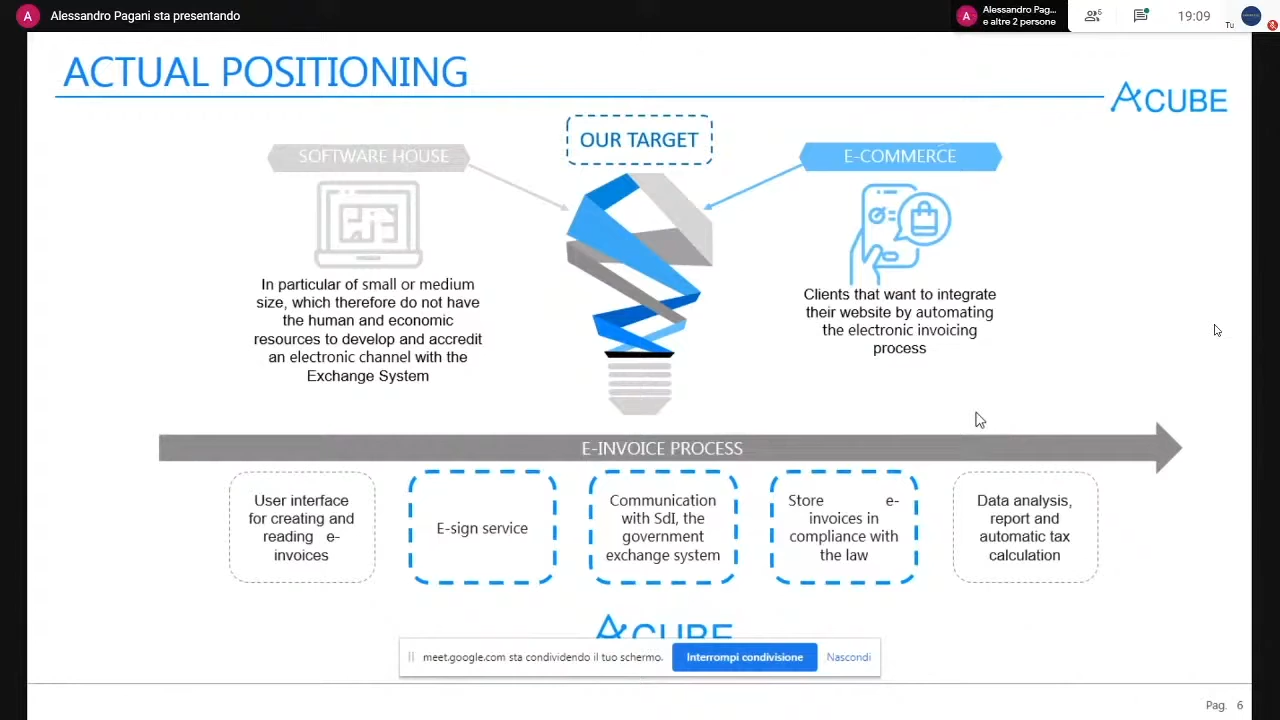 A Alessandro Pagani sta presentando
A Alessandro Pag...
e altre 2 persone
6
19:09
Tu
ACTUAL POSITIONING
ACUBE
OUR TARGET
SOFTWARE HOUSE
E-COMMERCE
In particular of small or medium
size, which therefore do not have
the human and economic
resources to develop and accredit
an electronic channel with the
Exchange System
Clients that want to integrate
their website by automating
the electronic invoicing
process
E-INVOICE PROCESS
User interface
for creating and
reading e-
invoices
E-sign service
Communication
with SdI, the
government
exchange system
Store e-
invoices in
compliance with
the law
Data analysis,
report and
automatic tax
calculation
ACUBE
meet.google.com sta condividendo il tuo schermo.
Interrompi condivisione
Nascondi
Pag. 6